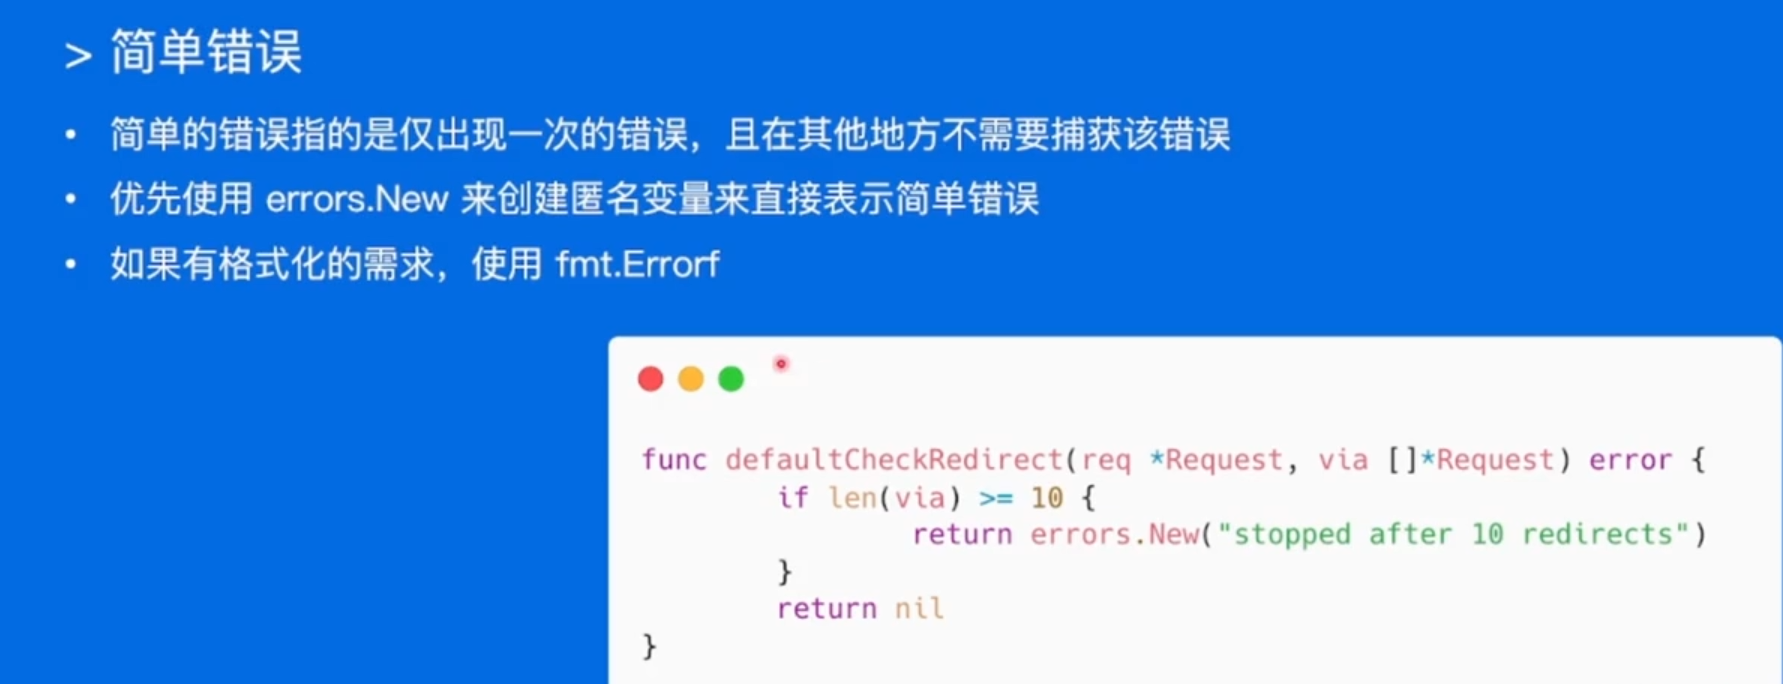 > 简单错误
• 简单的错误指的是仅出现一次的错误，且在其他地方不需要捕获该错误
• 优先使用 errors.New 来创建匿名变量来直接表示简单错误
• 如果有格式化的需求，使用 fmt.Errorf
func defaultCheckRedirect(req *Request, via []*Request) error {
        if len(via) >= 10 {
                return errors.New("stopped after 10 redirects")
        }
        return nil
}